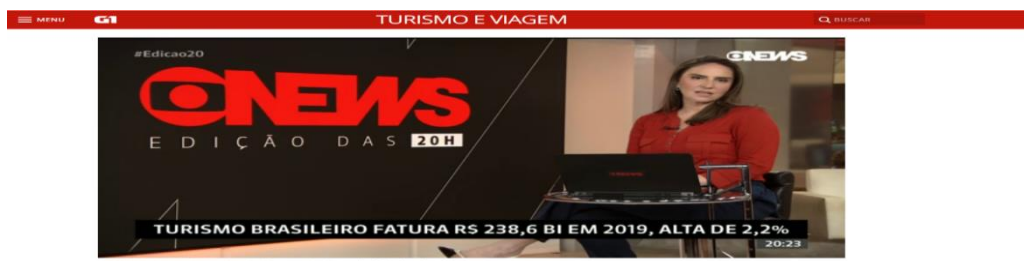 MENU G1 TURISMO E VIAGEM BUSCAR
#Edicao20
GNEWS
NEWS
EDIÇÃO DAS 20H
TURISMO BRASILEIRO FATURA R$ 238,6 BI EM 2019, ALTA DE 2,2%
20:23